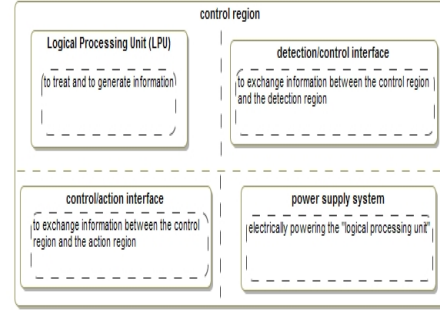 control region
Logical Processing Unit (LPU)
to treat and to generate information
detection/control interface
to exchange information between the control region
and the detection region
control/action interface
to exchange information between the control
region and the action region
power supply system
electrically powering the "logical processing unit"